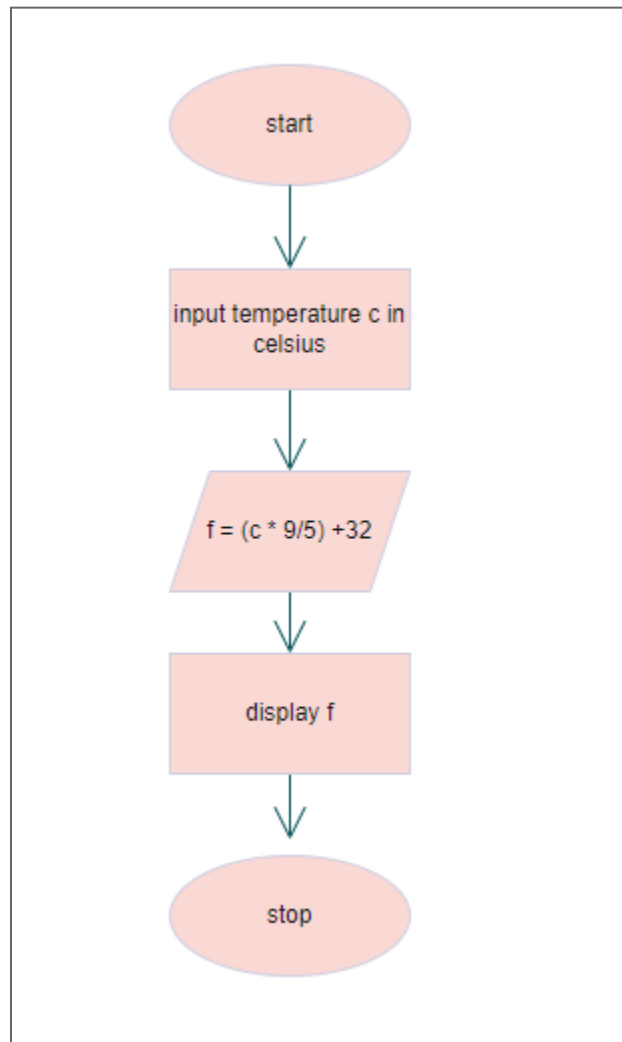 start
input temperature c in
celsius
f = (c * 9/5) +32
display f
stop